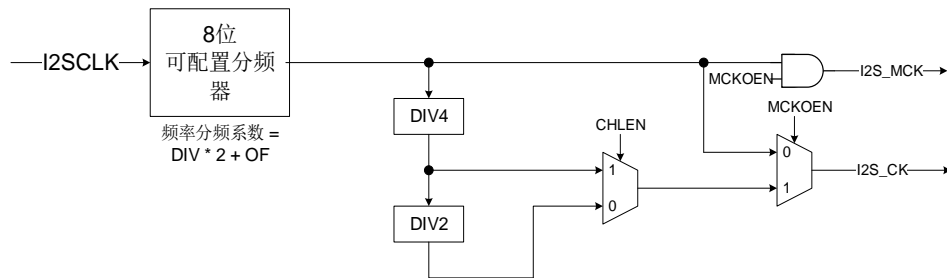 I2SCLK
8位
可配置分频
器
频率分频系数 =
DIV * 2 + OF
DIV4
DIV2
CHLEN
1
0
MCKOEN
I2S_MCK
MCKOEN
0
1
I2S_CK